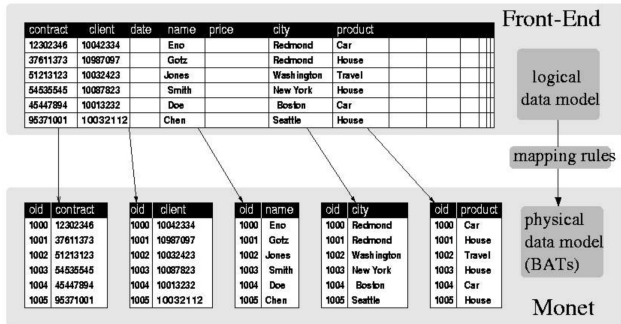 Front-End
contract client date name price city product
12302346 10042334 Eno Redmond Car
37611373 10987097 Gotz Redmond House
51213123 10032423 Jones Washington Travel
54535545 10087823 Smith New York House
45447894 10013232 Doe Boston Car
95371001 10032112 Chen Seattle House
logical
data model
mapping rules
oid contract oid client oid name oid city oid product
1000 12302346 1000 10042334 1000 Eno 1000 Redmond 1000 Car
1001 37611373 1001 10987097 1001 Gotz 1001 Redmond 1001 House
1002 51213123 1002 10032423 1002 Jones 1002 Washington 1002 Travel
1003 54535545 1003 10087823 1003 Smith 1003 New York 1003 House
1004 45447894 1004 10013232 1004 Doe 1004 Boston 1004 Car
1005 95371001 1005 10032112 1005 Chen 1005 Seattle 1005 House
physical
data model
(BATs)
Monet